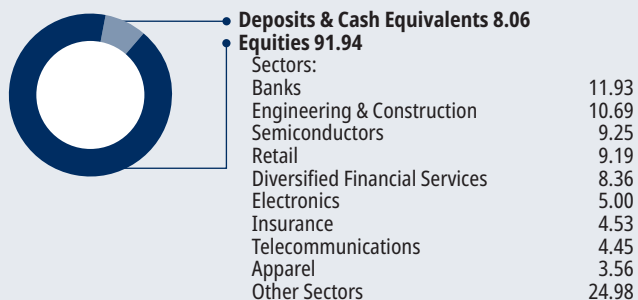 Deposits & Cash Equivalents 8.06
Equities 91.94
Sectors:
Banks 11.93
Engineering & Construction 10.69
Semiconductors 9.25
Retail 9.19
Diversified Financial Services 8.36
Electronics 5.00
Insurance 4.53
Telecommunications 4.45
Apparel 3.56
Other Sectors 24.98